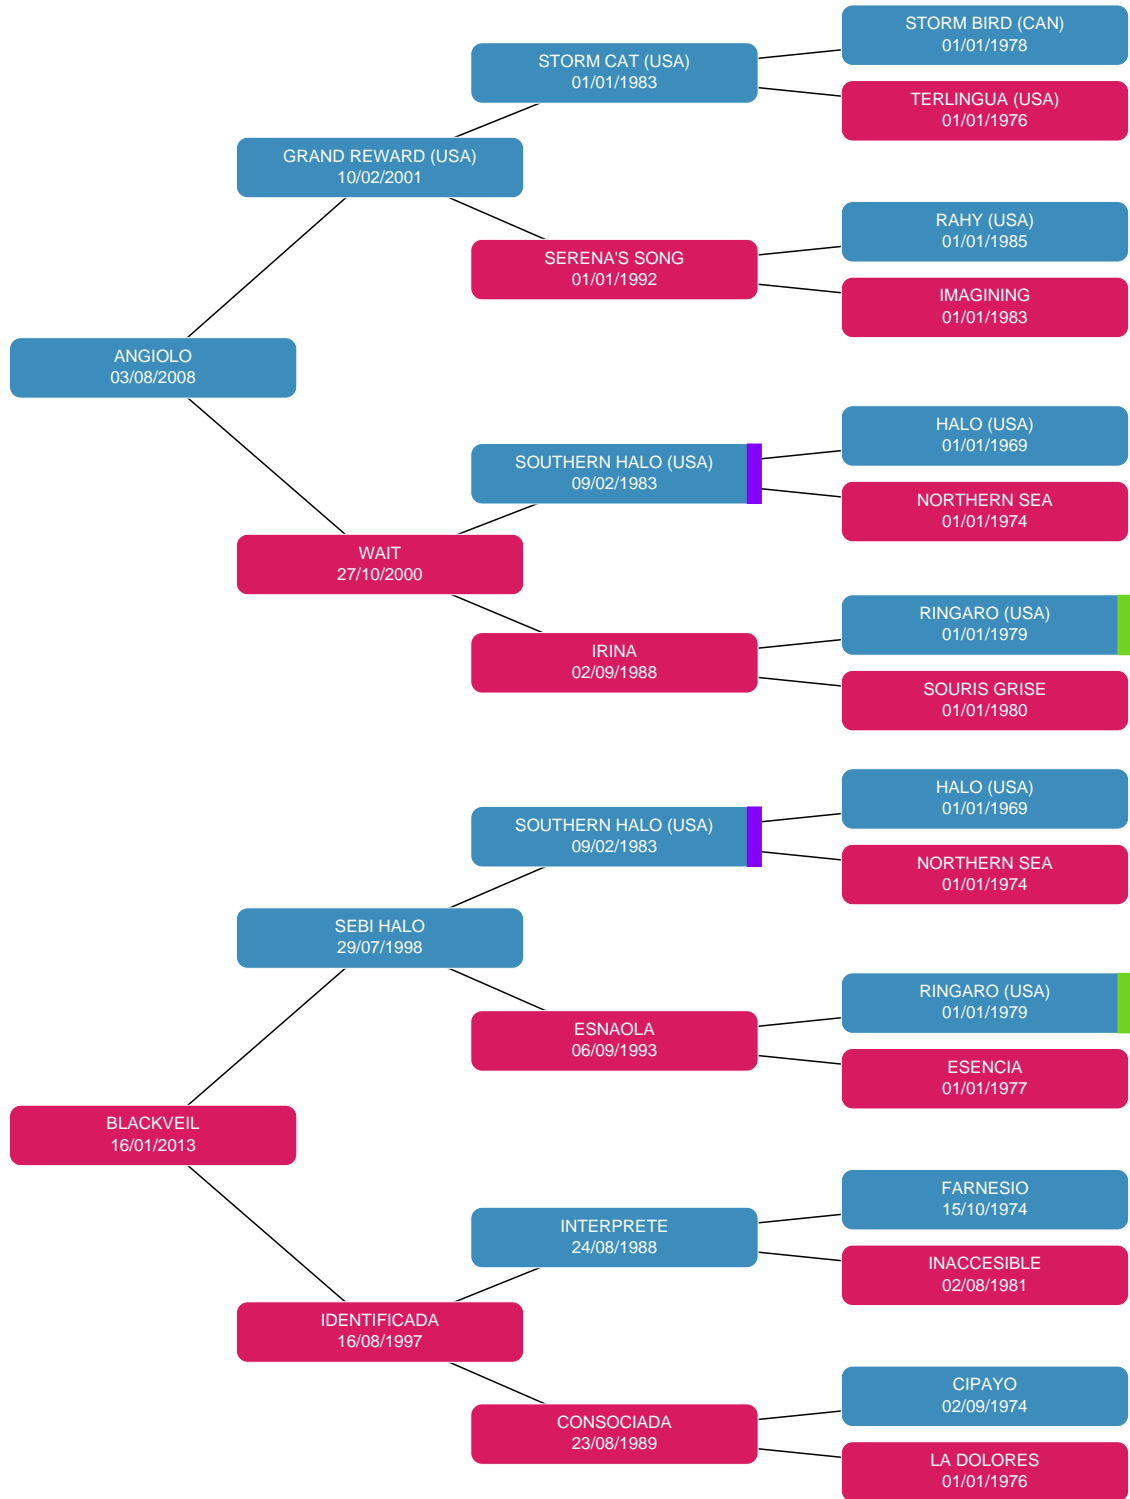 STORM BIRD (CAN)
01/01/1978
STORM CAT (USA)
01/01/1983
TERLINGUA (USA)
01/01/1976
GRAND REWARD (USA)
10/02/2001
RAHY (USA)
01/01/1985
SERENA'S SONG
01/01/1992
IMAGINING
01/01/1983
ANGIOLO
03/08/2008
HALO (USA)
01/01/1969
SOUTHERN HALO (USA)
09/02/1983
NORTHERN SEA
01/01/1974
WAIT
27/10/2000
RINGARO (USA)
01/01/1979
IRINA
02/09/1988
SOURIS GRISE
01/01/1980
HALO (USA)
01/01/1969
SOUTHERN HALO (USA)
09/02/1983
NORTHERN SEA
01/01/1974
SEBI HALO
29/07/1998
RINGARO (USA)
01/01/1979
ESNAOLA
06/09/1993
ESENCIA
01/01/1977
BLACKVEIL
16/01/2013
FARNESIO
15/10/1974
INTERPRETE
24/08/1988
INACCESIBLE
02/08/1981
IDENTIFICADA
16/08/1997
CIPAYO
02/09/1974
CONSOCIADA
23/08/1989
LA DOLORES
01/01/1976